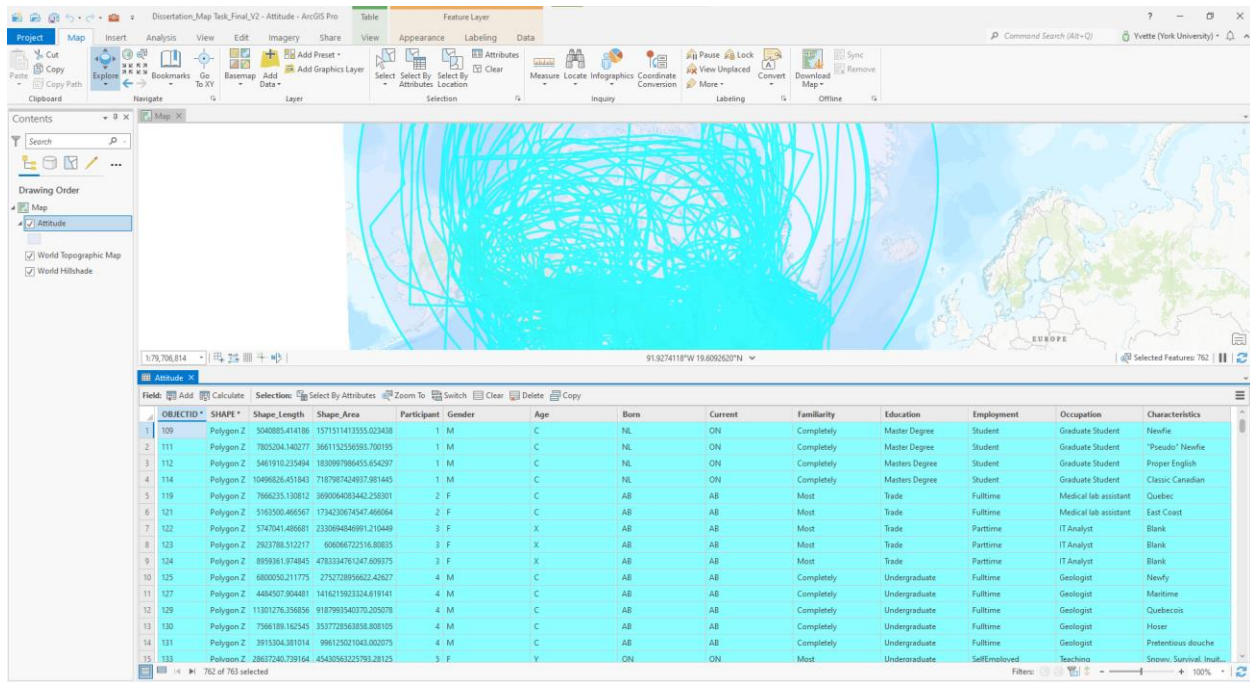 Dissertation_Map Task_Final_V2 - Attitude - ArcGIS Pro Table Feature Layer ? – X
Project Map Insert Analysis View Edit Imagery Share View Appearance Labeling Data Command Search (Alt+Q) Yvette (York University)
Cut
Copy
Copy Path
Paste
Clipboard
Explore
Bookmarks
Go To XY
Navigate
Basemap
Add Data
Add Preset
Add Graphics Layer
Layer
Select
Select By Attributes
Select By Location
Attributes
Clear
Selection
Measure
Locate
Infographics
Coordinate Conversion
Inquiry
Pause
Lock
View Unplaced
More
Convert
Labeling
Download Map
Sync
Remove
Offline
Contents
Map
Search
Drawing Order
Map
Attitude
World Topographic Map
World Hillshade
EUROPE
1:79,706,814 91.9274118°W 19.6092620°N Selected Features: 762
Attitude
Field: Add Calculate Selection: Select By Attributes Zoom To Switch Clear Delete Copy
OBJECTID * SHAPE * Shape_Length Shape_Area Participant Gender Age Born Current Familiarity Education Employment Occupation Characteristics
1 109 Polygon Z 5040885.414186 1571511413555.023438 1 M C NL ON Completely Master Degree Student Graduate Student Newfie
2 111 Polygon Z 7805204.140277 3661152556593.700195 1 M C NL ON Completely Master Degree Student Graduate Student "Pseudo" Newfie
3 112 Polygon Z 5461910.235494 1830997986455.654297 1 M C NL ON Completely Masters Degree Student Graduate Student Proper English
4 114 Polygon Z 10496826.451843 7187987424937.981445 1 M C NL ON Completely Masters Degree Student Graduate Student Classic Canadian
5 119 Polygon Z 7666235.130812 3690064083442.258301 2 F C AB AB Most Trade Fulltime Medical lab assistant Quebec
6 121 Polygon Z 5163500.466567 1734230674547.466064 2 F C AB AB Most Trade Fulltime Medical lab assistant East Coast
7 122 Polygon Z 5747041.486681 2330694846991.210449 3 F X AB AB Most Trade Parttime IT Analyst Blank
8 123 Polygon Z 2923788.512217 606066722516.80835 3 F X AB AB Most Trade Parttime IT Analyst Blank
9 124 Polygon Z 8959361.974845 4783334761247.609375 3 F X AB AB Most Trade Parttime IT Analyst Blank
10 125 Polygon Z 6800050.211775 2752728956622.42627 4 M C AB AB Completely Undergraduate Fulltime Geologist Newfy
11 127 Polygon Z 4484507.904481 1416215923324.619141 4 M C AB AB Completely Undergraduate Fulltime Geologist Maritime
12 129 Polygon Z 11301276.356856 9187993540370.205078 4 M C AB AB Completely Undergraduate Fulltime Geologist Quebecois
13 130 Polygon Z 7566189.162545 3537728563858.808105 4 M C AB AB Completely Undergraduate Fulltime Geologist Hoser
14 131 Polygon Z 3915304.381014 996125021043.002075 4 M C AB AB Completely Undergraduate Fulltime Geologist Pretentious douche
15 133 Polygon Z 28637240.739164 45430563225793.28125 5 F Y ON ON Most Undergraduate SelfEmployed Teaching Snowy, Survival, Inuit...
762 of 763 selected Filters: 100%